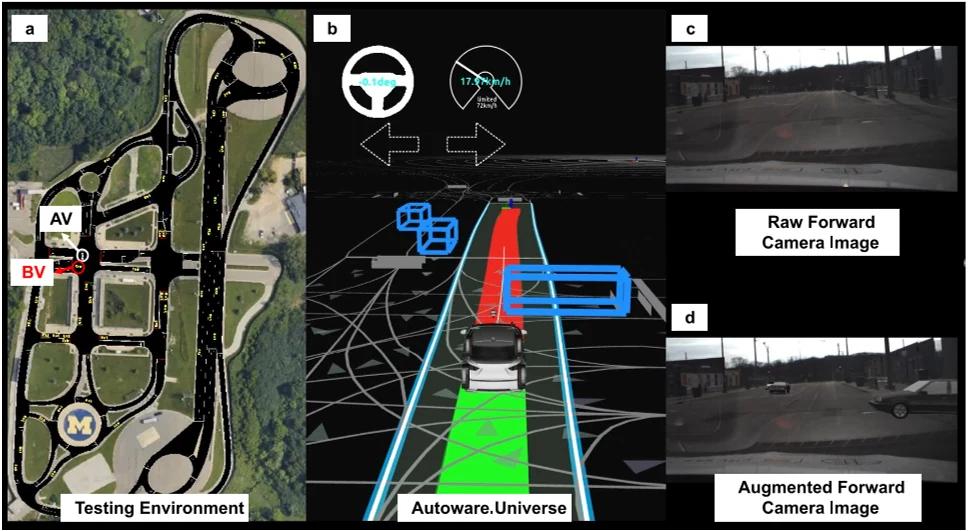 a
AV
BV
M
Testing Environment
b
-0.1deg
17.97km/h
limited
72km/h
Autoware.Universe
c
Raw Forward
Camera Image
d
Augmented Forward
Camera Image